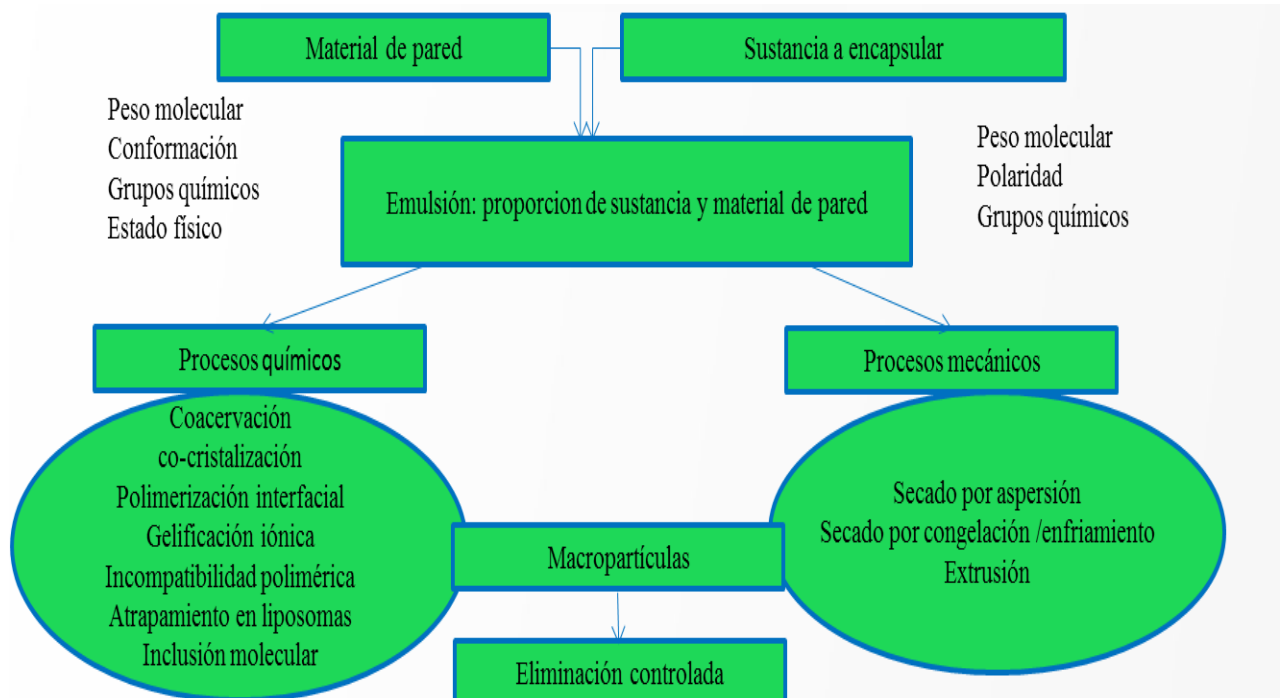 Material de pared
Sustancia a encapsular
Peso molecular
Conformación
Grupos químicos
Estado físico
Emulsión: proporcion de sustancia y material de pared
Peso molecular
Polaridad
Grupos químicos
Procesos químicos
Procesos mecánicos
Coacervación
co-cristalización
Polimerización interfacial
Gelificación iónica
Incompatibilidad polimérica
Atrapamiento en liposomas
Inclusión molecular
Secado por aspersión
Secado por congelación /enfriamiento
Extrusión
Macropartículas
Eliminación controlada